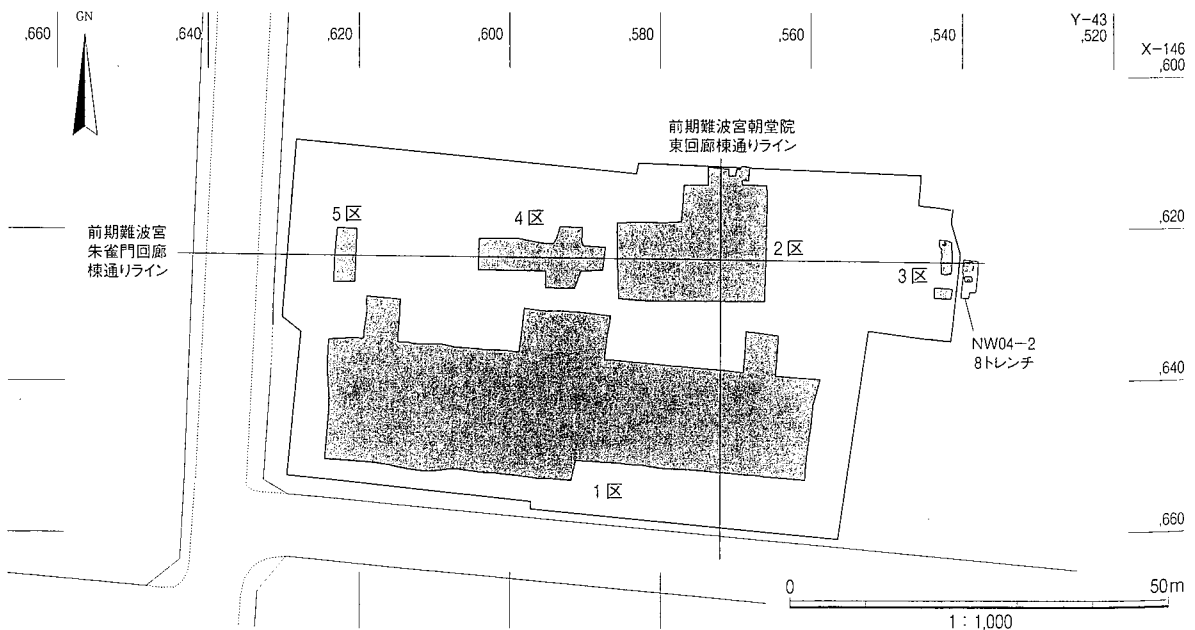 GN
,660
,640
,620
,600
,580
,560
,540
Y-43
,520
X-146
,600
前期難波宮朝堂院
東回廊棟通りライン
5区
4区
2区
3区
前期難波宮
朱雀門回廊
棟通りライン
NW04-2
8トレンチ
,620
,640
1区
,660
0
50m
1:1,000